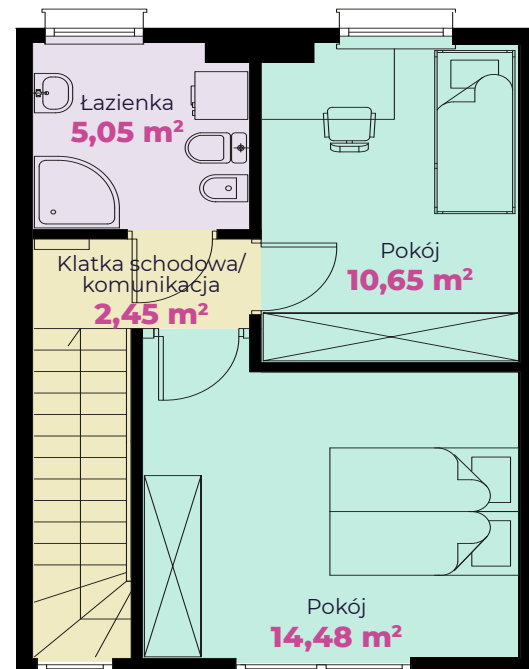 Łazienka
5,05 m²
Pokój
10,65 m²
Klatka schodowa/
komunikacja
2,45 m²
Pokój
14,48 m²